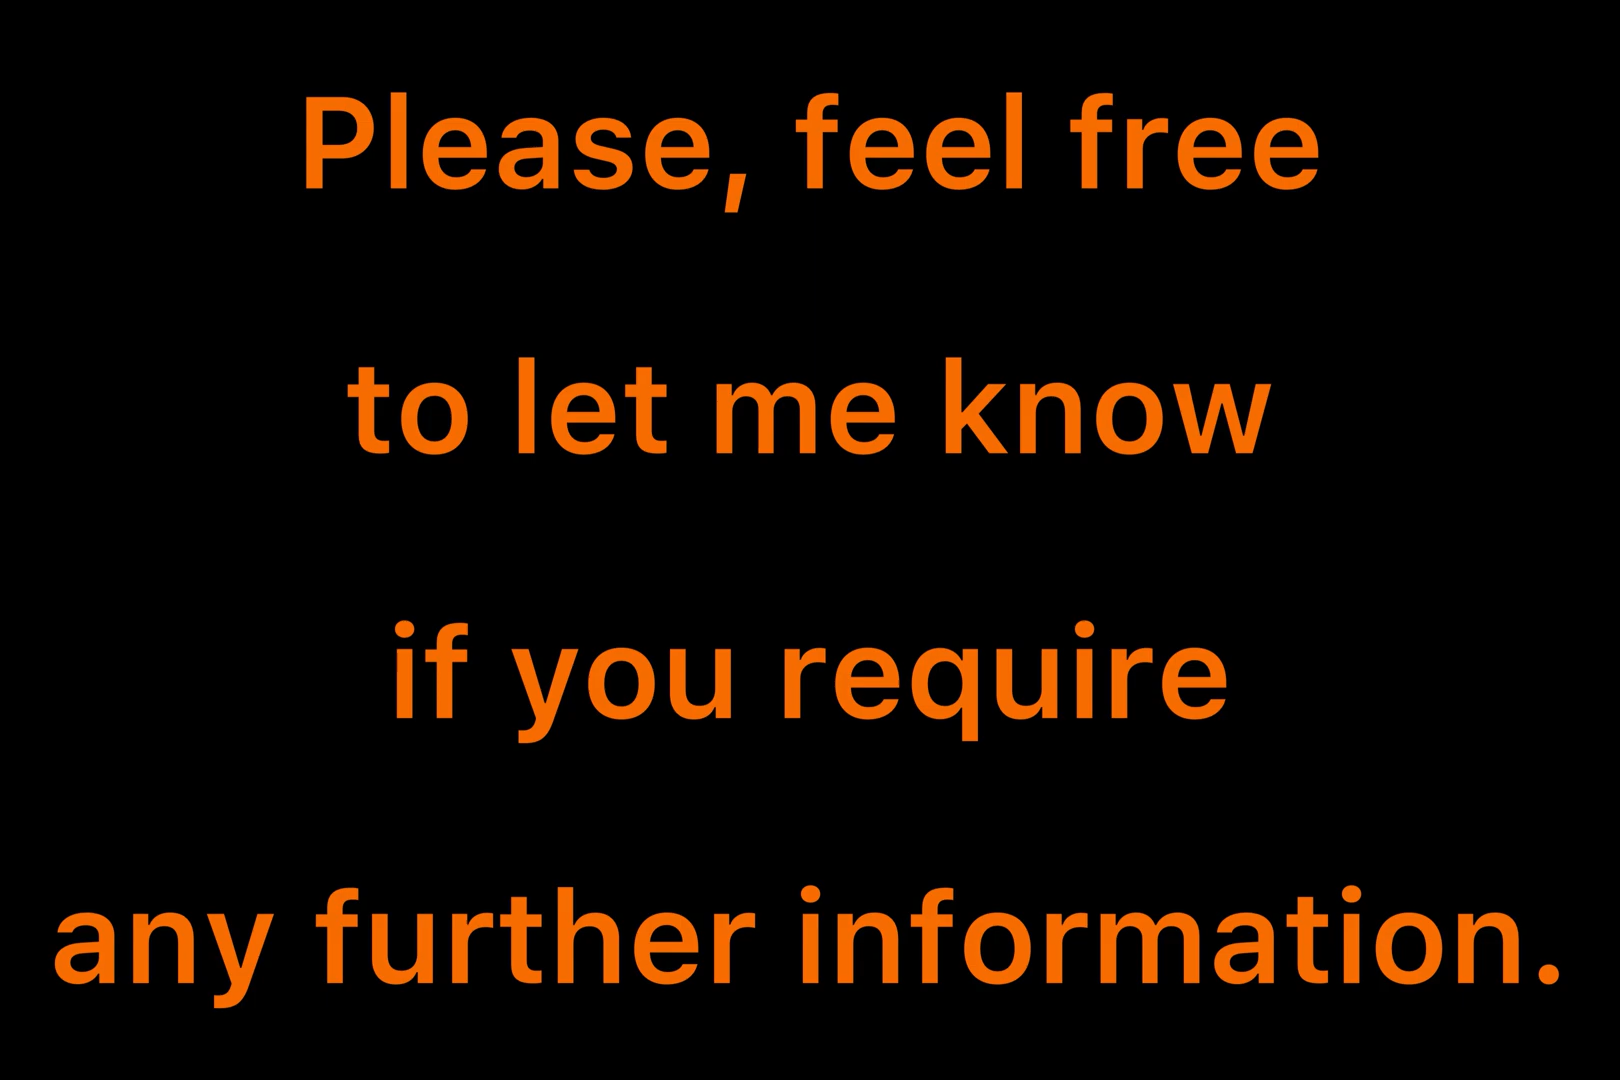 Please, feel free
to let me know
if you require
any further information.